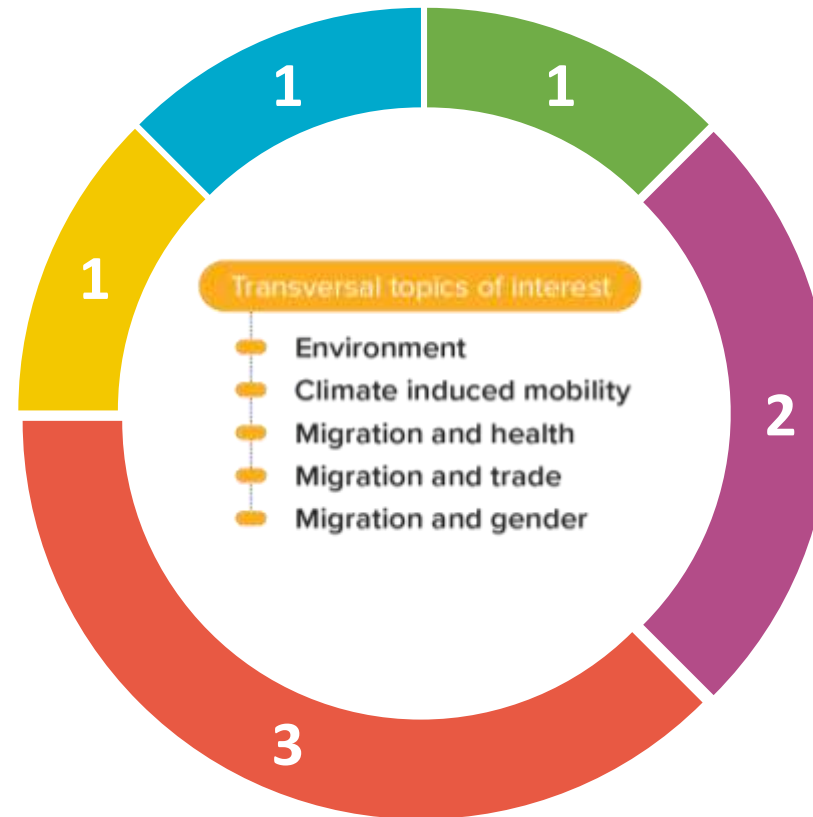 1
1
1
Transversal topics of interest
Environment
Climate induced mobility
Migration and health
Migration and trade
Migration and gender
2
3